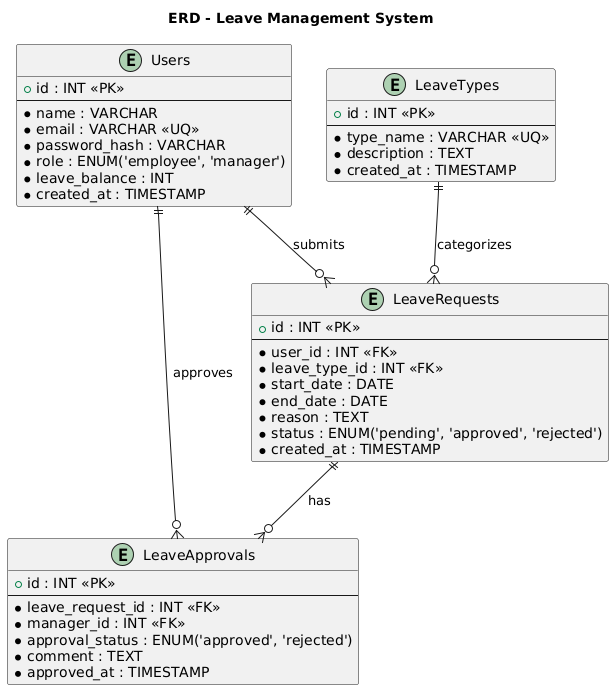 ERD - Leave Management System
E Users
id : INT «PK»
name : VARCHAR
email : VARCHAR «UQ»
password_hash : VARCHAR
role : ENUM('employee', 'manager')
leave_balance : INT
created_at : TIMESTAMP
E LeaveTypes
id : INT «PK»
type_name : VARCHAR «UQ»
description : TEXT
created_at : TIMESTAMP
submits
categorizes
E LeaveRequests
id : INT «PK»
user_id : INT «FK»
leave_type_id : INT «FK»
start_date : DATE
end_date : DATE
reason : TEXT
status : ENUM('pending', 'approved', 'rejected')
created_at : TIMESTAMP
approves
has
E LeaveApprovals
id : INT «PK»
leave_request_id : INT «FK»
manager_id : INT «FK»
approval_status : ENUM('approved', 'rejected')
comment : TEXT
approved_at : TIMESTAMP